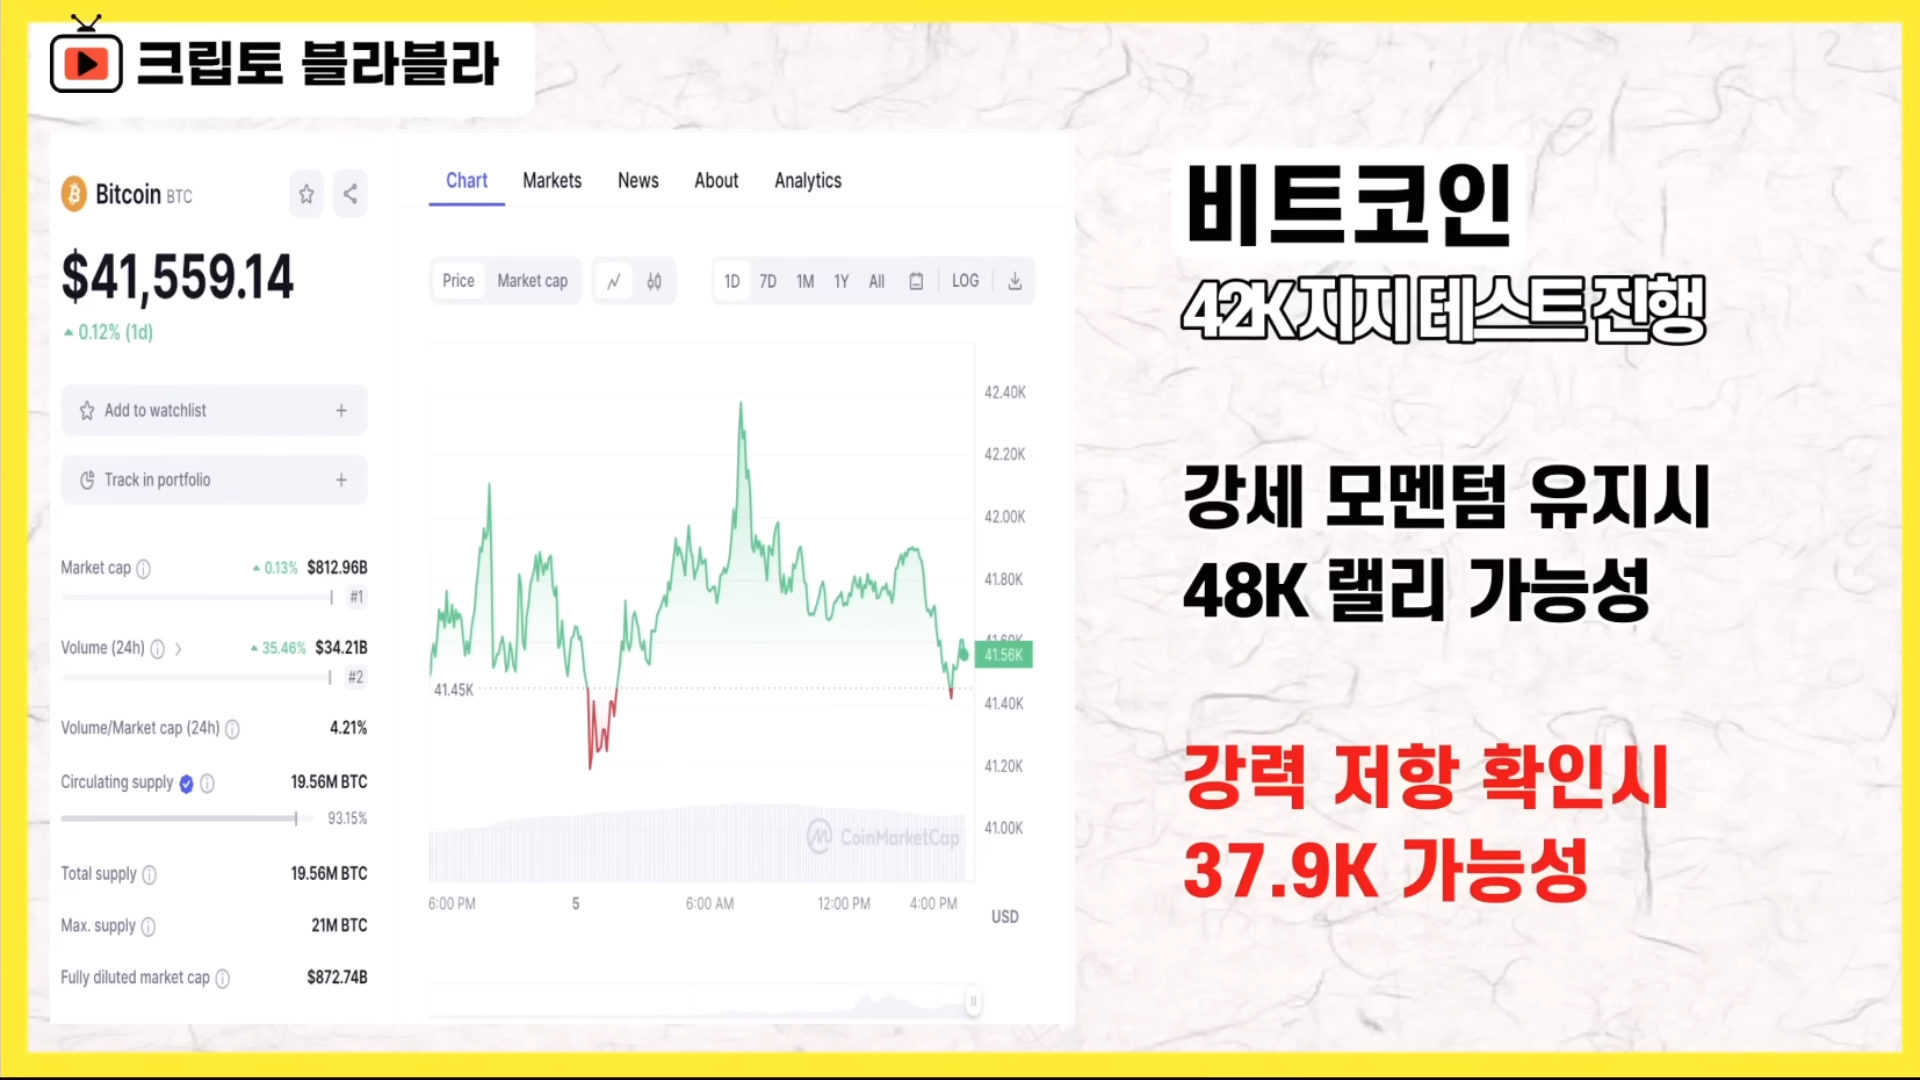 크립토 블라블라
Bitcoin BTC
$41,559.14
0.12% (1d)
Add to watchlist +
Track in portfolio +
Market cap 0.13% $812.96B
#1
Volume (24h) > 35.46% $34.21B
#2
Volume/Market cap (24h) 4.21%
Circulating supply 19.56M BTC
93.15%
Total supply 19.56M BTC
Max. supply 21M BTC
Fully diluted market cap $872.74B
Chart Markets News About Analytics
Price Market cap 1D 7D 1M 1Y All LOG
42.40K
42.20K
42.00K
41.80K
41.60K
41.56K
41.45K
41.40K
41.20K
41.00K
CoinMarketCap
6:00 PM 5 6:00 AM 12:00 PM 4:00 PM
USD
비트코인
42K 지지 테스트 진행
강세 모멘텀 유지시
48K 랠리 가능성
강력 저항 확인시
37.9K 가능성